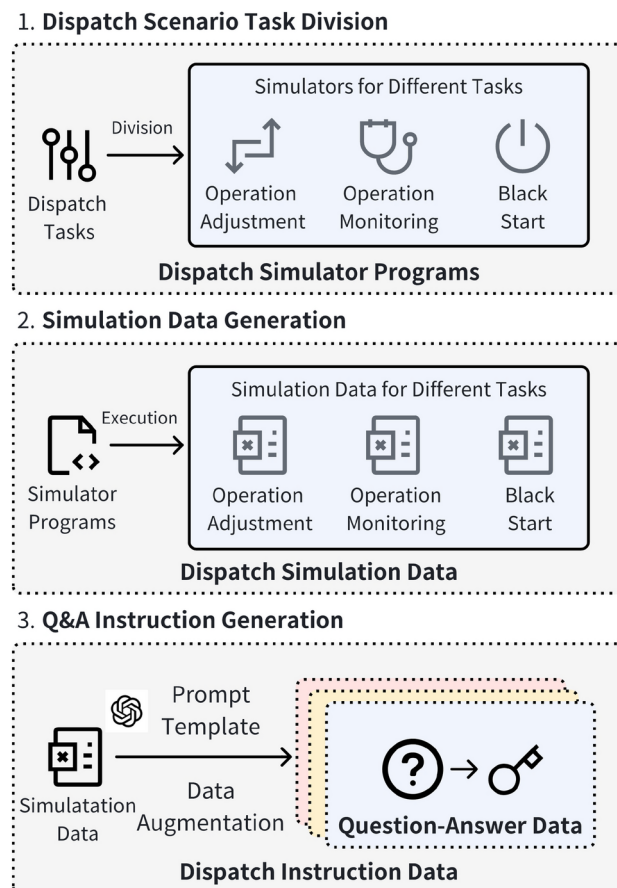 1. Dispatch Scenario Task Division
Simulators for Different Tasks
Division
Dispatch
Tasks
Operation
Adjustment
Operation
Monitoring
Black
Start
Dispatch Simulator Programs
2. Simulation Data Generation
Simulation Data for Different Tasks
Execution
Simulator
Programs
Operation
Adjustment
Operation
Monitoring
Black
Start
Dispatch Simulation Data
3. Q&A Instruction Generation
Prompt
Template
Simulatation
Data
Data
Augmentation
Question-Answer Data
Dispatch Instruction Data